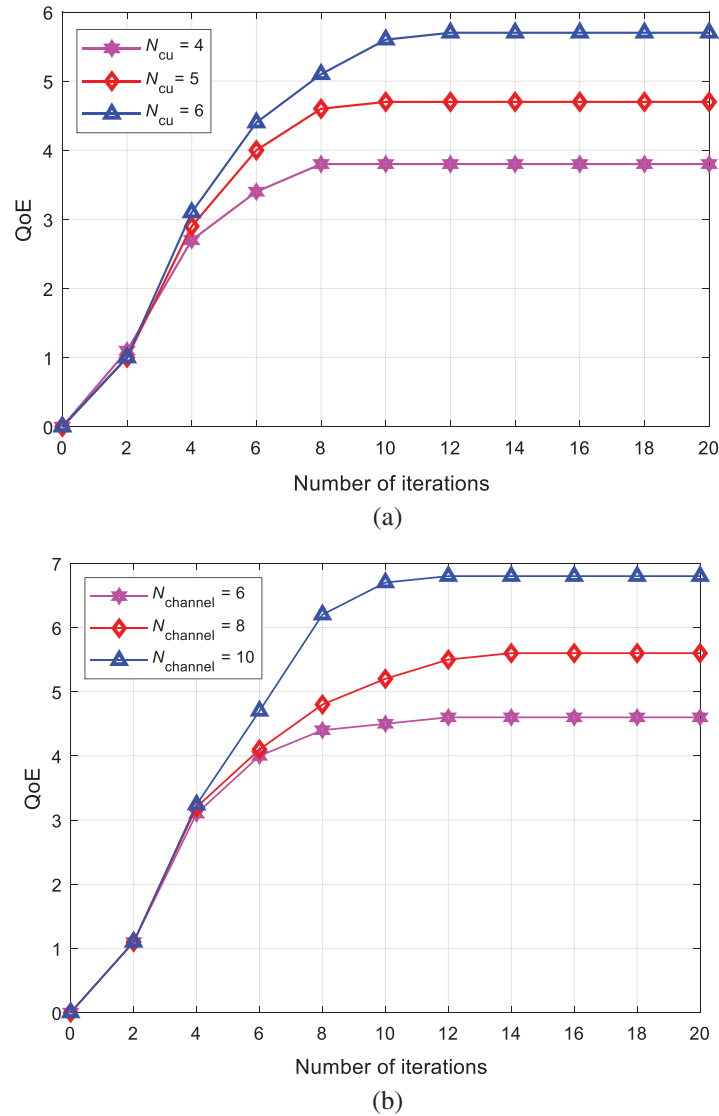 6
5
4
3
2
1
0
QoE
N_cu = 4
N_cu = 5
N_cu = 6
0 2 4 6 8 10 12 14 16 18 20
Number of iterations
(a)
7
6
5
4
3
2
1
0
QoE
N_channel = 6
N_channel = 8
N_channel = 10
0 2 4 6 8 10 12 14 16 18 20
Number of iterations
(b)